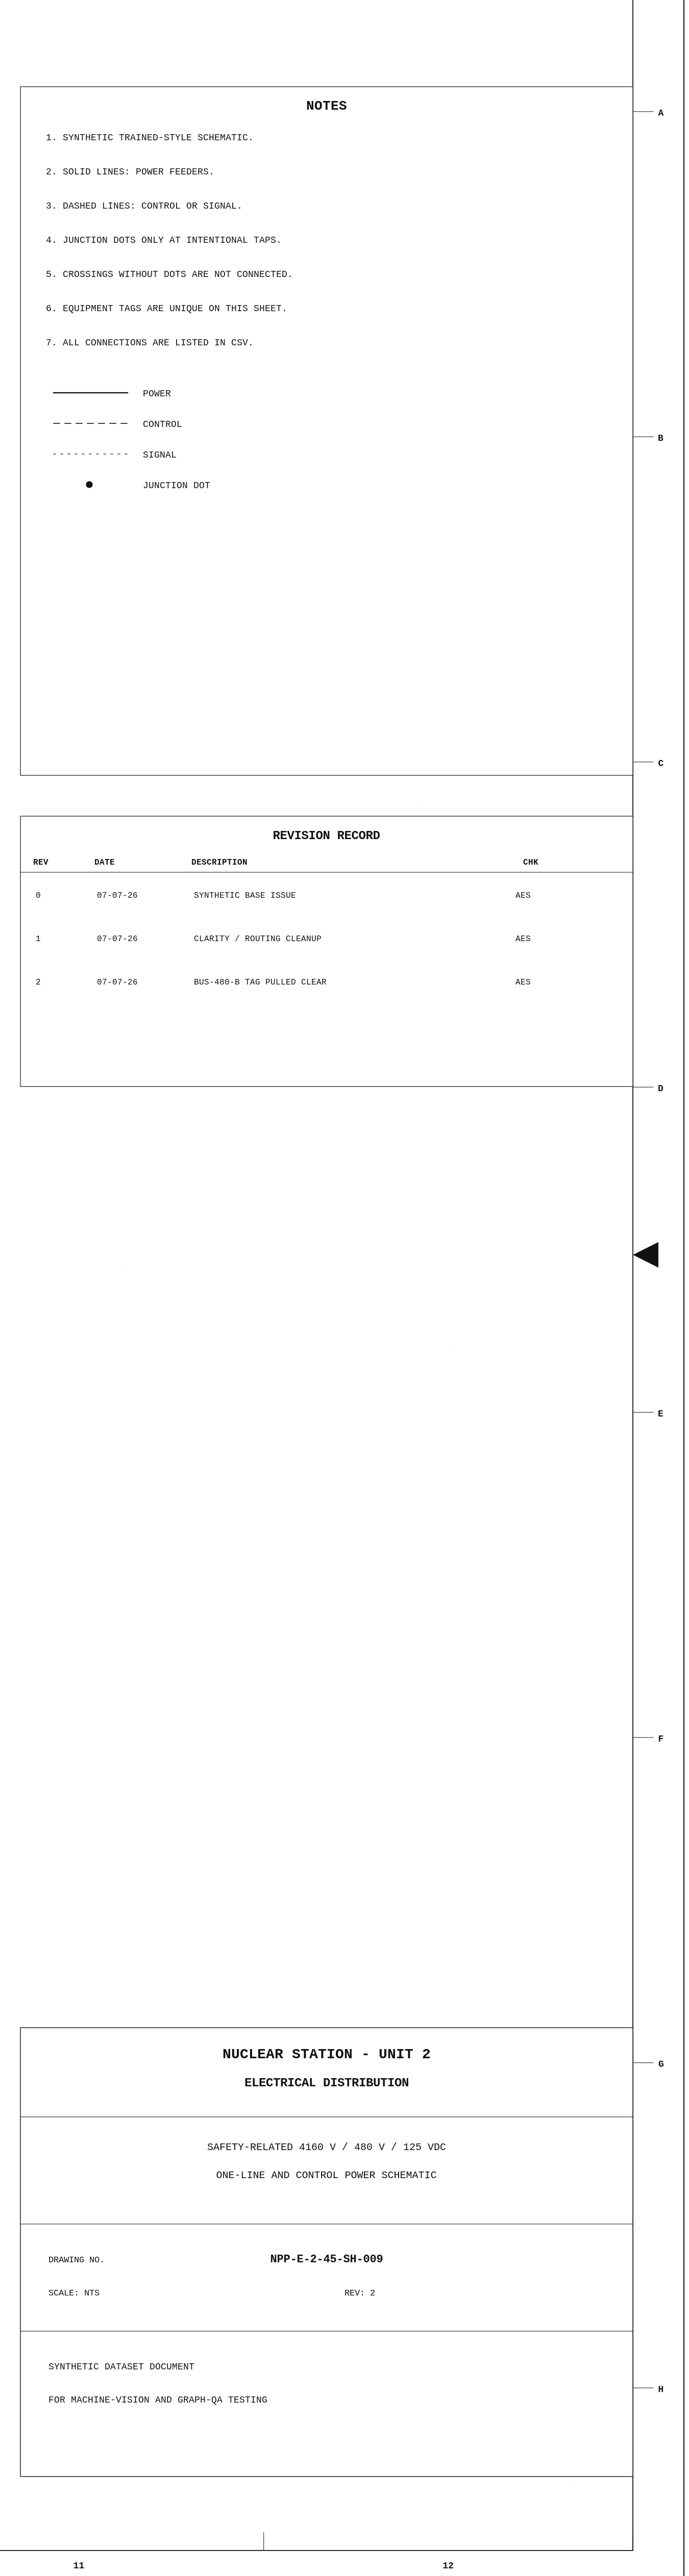 NOTES
A
1. SYNTHETIC TRAINED-STYLE SCHEMATIC.
2. SOLID LINES: POWER FEEDERS.
3. DASHED LINES: CONTROL OR SIGNAL.
4. JUNCTION DOTS ONLY AT INTENTIONAL TAPS.
5. CROSSINGS WITHOUT DOTS ARE NOT CONNECTED.
6. EQUIPMENT TAGS ARE UNIQUE ON THIS SHEET.
7. ALL CONNECTIONS ARE LISTED IN CSV.
POWER
CONTROL
B
SIGNAL
JUNCTION DOT
C
REVISION RECORD
REV DATE DESCRIPTION CHK
0 07-07-26 SYNTHETIC BASE ISSUE AES
1 07-07-26 CLARITY / ROUTING CLEANUP AES
2 07-07-26 BUS-480-B TAG PULLED CLEAR AES
D
E
F
NUCLEAR STATION - UNIT 2
G
ELECTRICAL DISTRIBUTION
SAFETY-RELATED 4160 V / 480 V / 125 VDC
ONE-LINE AND CONTROL POWER SCHEMATIC
DRAWING NO. NPP-E-2-45-SH-009
SCALE: NTS REV: 2
SYNTHETIC DATASET DOCUMENT
H
FOR MACHINE-VISION AND GRAPH-QA TESTING
11 12